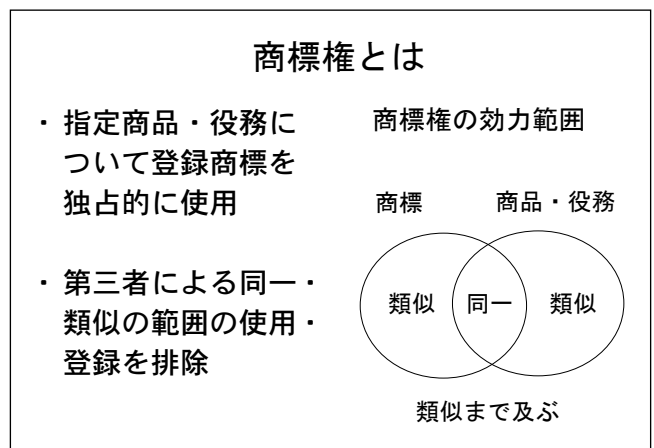 商標権とは
・ 指定商品・役務に
ついて登録商標を
独占的に使用
・ 第三者による同一・
類似の範囲の使用・
登録を排除
商標権の効力範囲
商標 商品・役務
類似 同一 類似
類似まで及ぶ